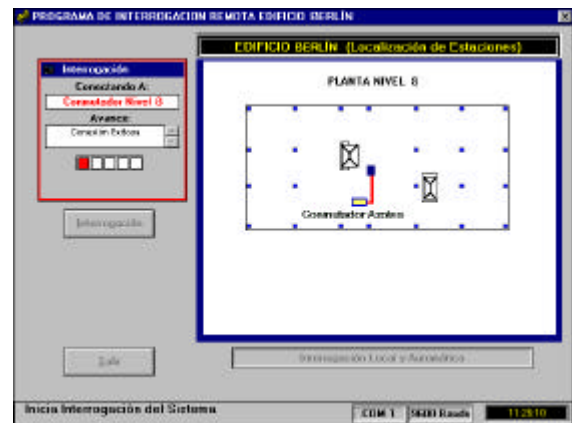 PROGRAMA DE INTERROGACION REMOTA EDIFICIO BERLÍN
EDIFICIO BERLÍN (Localización de Estaciones)
Interrogación
Conectando A:
Conmutador Nivel 8
Avance:
Conexión Exitosa
PLANTA NIVEL 8
Conmutador Azotea
Interrogación
Salir
Interrogación Local y Automática
Inicia Interrogación del Sistema
COM 1
9600 Bauds
11:25:10